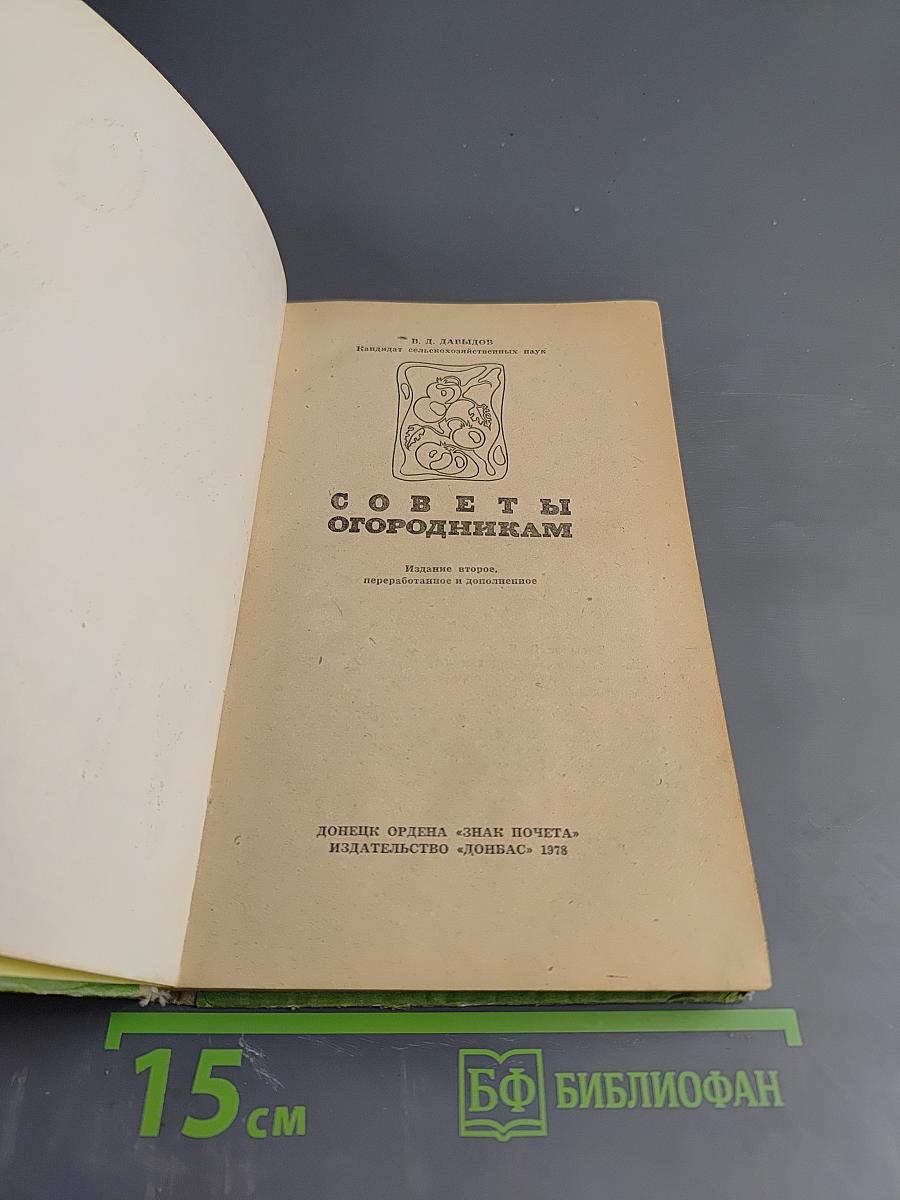 В. Д. ДАВЫДОВ
Кандидат сельскохозяйственных наук
СОВЕТЫ
ОГОРОДНИКАМ
Издание второе,
переработанное и дополненное
ДОНЕЦК ОРДЕНА «ЗНАК ПОЧЕТА»
ИЗДАТЕЛЬСТВО «ДОНБАС» 1978
15 см
БФ БИБЛИОФАН